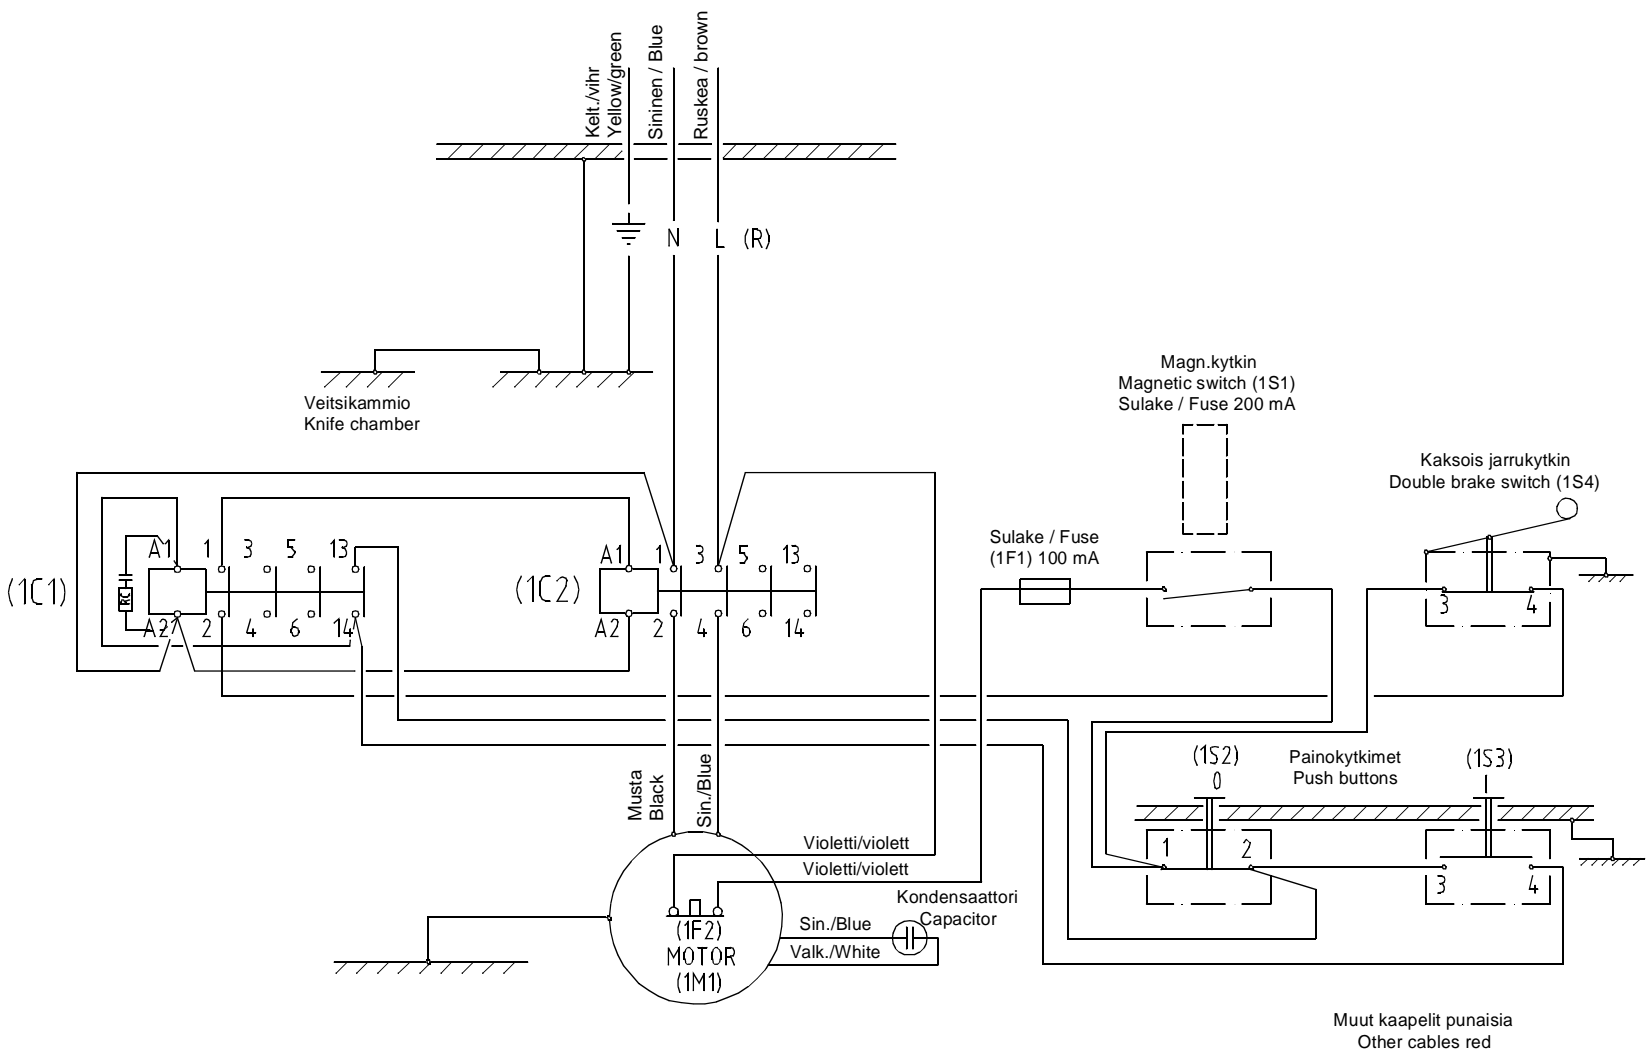 Kelt./vihr
Yellow/green
Sininen / Blue
Ruskea / brown
N
L
(R)
Veitsikammio
Knife chamber
Magn.kytkin
Magnetic switch (1S1)
Sulake / Fuse 200 mA
Kaksois jarrukytkin
Double brake switch (1S4)
Sulake / Fuse
(1F1) 100 mA
(1C1)
A1
1
3
5
13
RC
A2
2
4
6
14
(1C2)
A1
1
3
5
13
A2
2
4
6
14
3
4
Musta
Black
Sin./Blue
(1S2)
0
Painokytkimet
Push buttons
(1S3)
I
1
2
3
4
Violetti/violett
Violetti/violett
Kondensaattori
Capacitor
Sin./Blue
Valk./White
(1F2)
MOTOR
(1M1)
Muut kaapelit punaisia
Other cables red